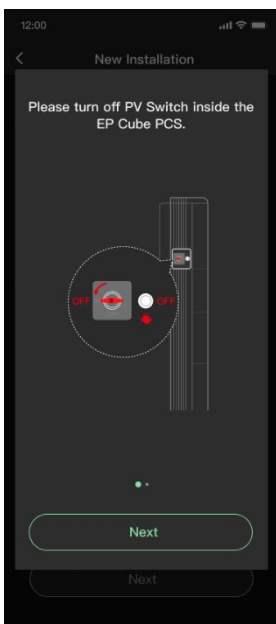 12:00
New Installation
Please turn off PV Switch inside the
EP Cube PCS.
OFF
OFF
Next
Next